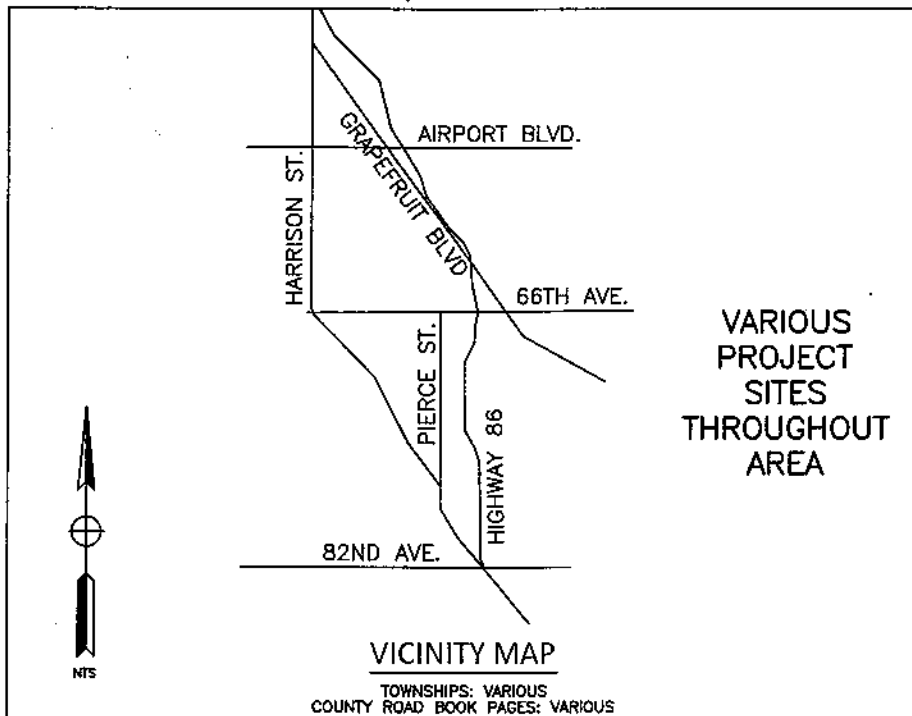 AIRPORT BLVD.
GRAPEFRUIT BLVD
HARRISON ST.
66TH AVE.
PIERCE ST.
HIGHWAY 86
82ND AVE.
VARIOUS
PROJECT
SITES
THROUGHOUT
AREA
NTS
VICINITY MAP
TOWNSHIPS: VARIOUS
COUNTY ROAD BOOK PAGES: VARIOUS